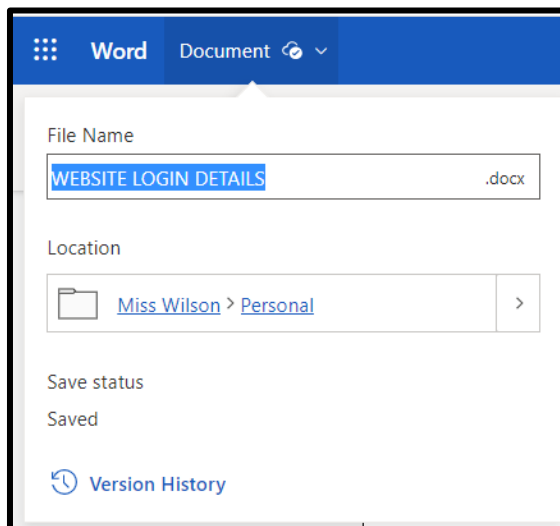 Word Document
File Name
WEBSITE LOGIN DETAILS .docx
Location
Miss Wilson > Personal
Save status
Saved
Version History